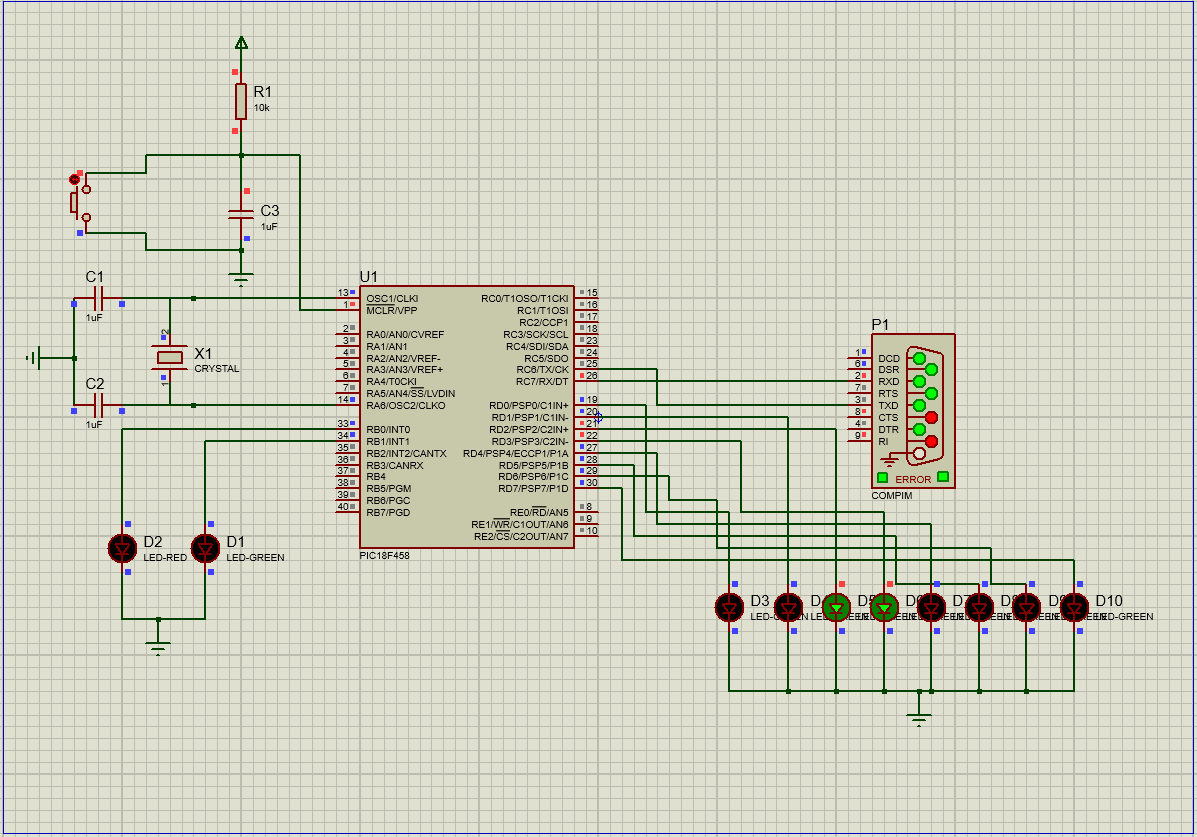 R1
10k
C3
1uF
C1
1uF
X1
CRYSTAL
2
1
C2
1uF
U1
13 OSC1/CLKI
1 MCLR/VPP
2 RA0/AN0/CVREF
3 RA1/AN1
4 RA2/AN2/VREF-
5 RA3/AN3/VREF+
6 RA4/T0CKI
7 RA5/AN4/SS/LVDIN
14 RA6/OSC2/CLKO
33 RB0/INT0
34 RB1/INT1
35 RB2/INT2/CANTX
36 RB3/CANRX
37 RB4
38 RB5/PGM
39 RB6/PGC
40 RB7/PGD
RC0/T1OSO/T1CKI 15
RC1/T1OSI 16
RC2/CCP1 17
RC3/SCK/SCL 18
RC4/SDI/SDA 23
RC5/SDO 24
RC6/TX/CK 25
RC7/RX/DT 26
RD0/PSP0/C1IN+ 19
RD1/PSP1/C1IN- 20
RD2/PSP2/C2IN+ 21
RD3/PSP3/C2IN- 22
RD4/PSP4/ECCP1/P1A 27
RD5/PSP5/P1B 28
RD6/PSP6/P1C 29
RD7/PSP7/P1D 30
RE0/RD/AN5 8
RE1/WR/C1OUT/AN6 9
RE2/CS/C2OUT/AN7 10
PIC18F458
P1
1 DCD
6 DSR
2 RXD
7 RTS
3 TXD
8 CTS
4 DTR
9 RI
ERROR
COMPIM
D2
LED-RED
D1
LED-GREEN
D3
D10
LED-GREEN